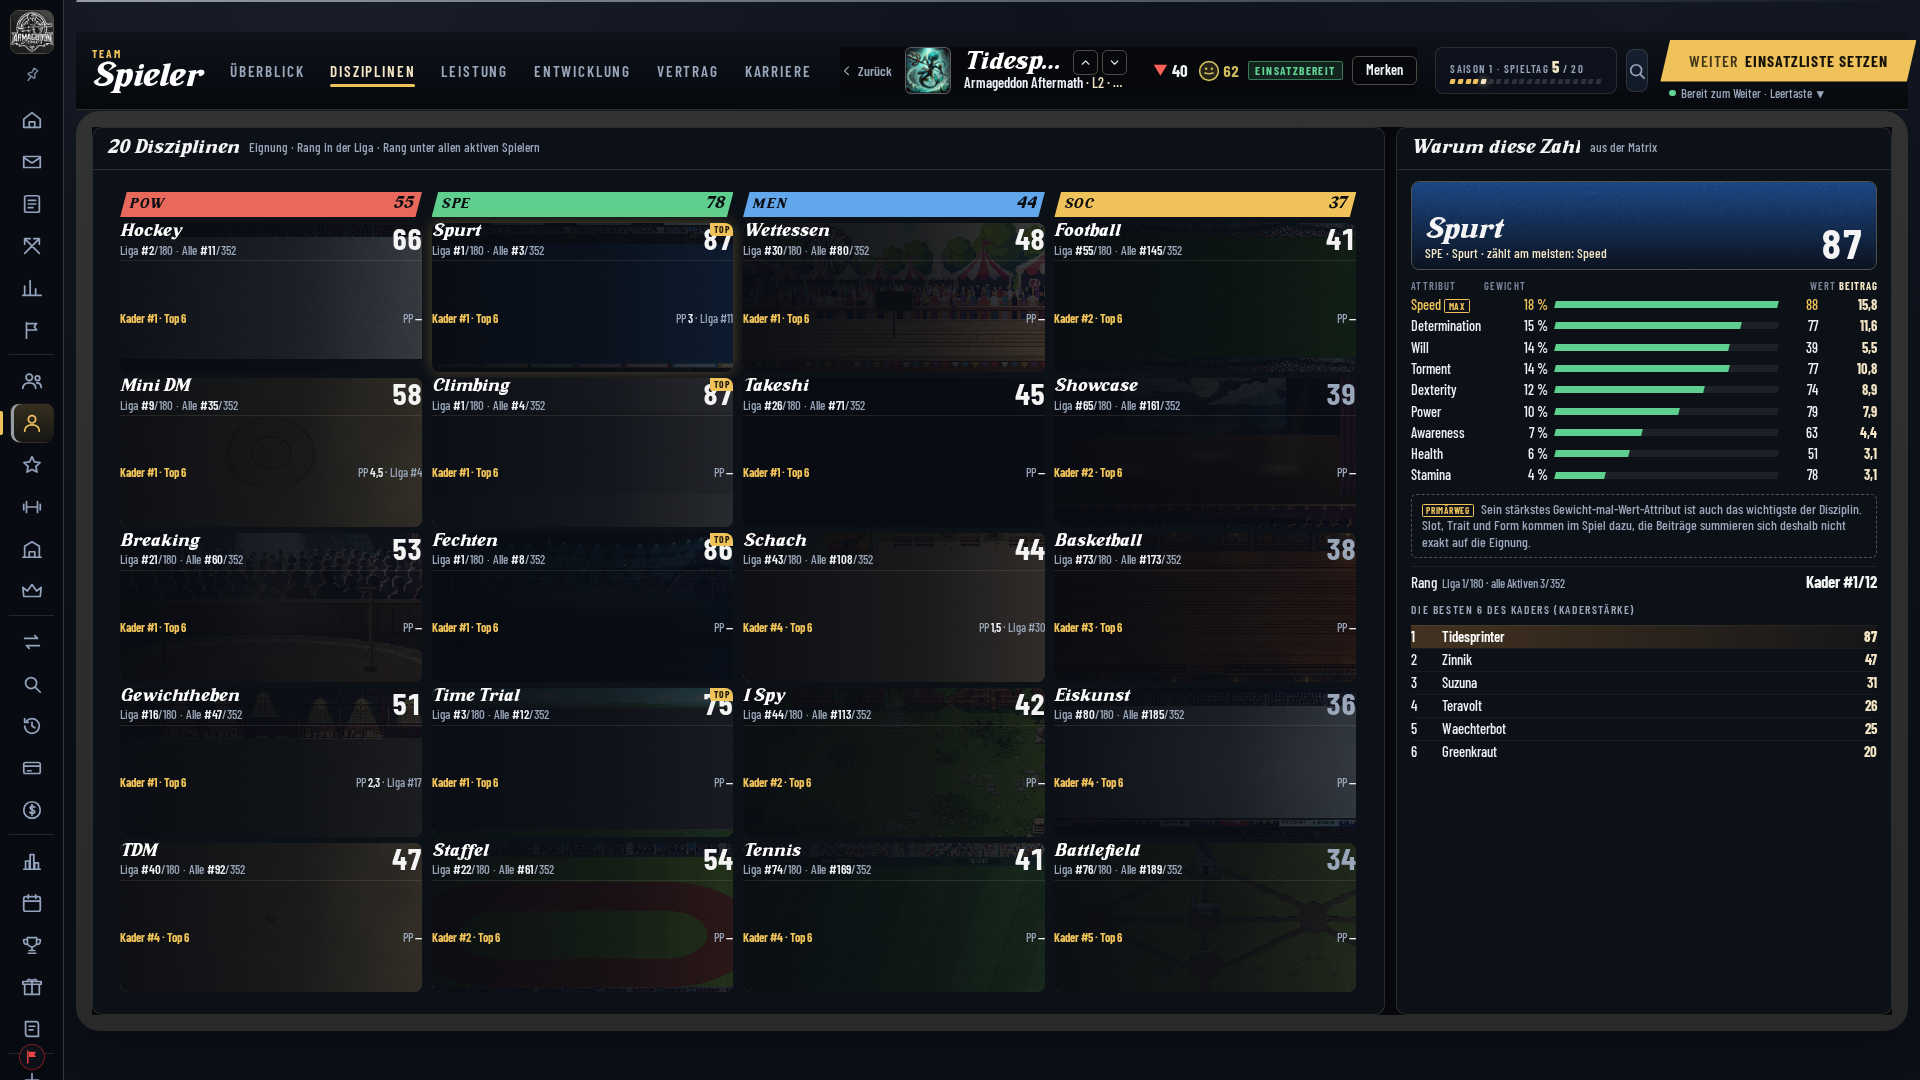 ARMAGEDDON
TEAM
Spieler
ÜBERBLICK
DISZIPLINEN
LEISTUNG
ENTWICKLUNG
VERTRAG
KARRIERE
Zurück
Tidesp...
Armageddon Aftermath · L2 · ...
40
62
EINSATZBEREIT
Merken
SAISON 1 · SPIELTAG 5 / 20
WEITER EINSATZLISTE SETZEN
Bereit zum Weiter · Leertaste ▼
20 Disziplinen Eignung · Rang in der Liga · Rang unter allen aktiven Spielern
POW 55
SPE 78
MEN 44
SOC 37
Hockey 66
Liga #2/180 · Alle #11/352
Kader #1 · Top 6 PP –
Spurt TOP 87
Liga #1/180 · Alle #3/352
Kader #1 · Top 6 PP 3 · Liga #11
Wettessen 48
Liga #30/180 · Alle #80/352
Kader #1 · Top 6 PP –
Football 41
Liga #55/180 · Alle #145/352
Kader #2 · Top 6 PP –
Mini DM 58
Liga #9/180 · Alle #35/352
Kader #1 · Top 6 PP 4,5 · Liga #4
Climbing TOP 87
Liga #1/180 · Alle #4/352
Kader #1 · Top 6 PP –
Takeshi 45
Liga #26/180 · Alle #71/352
Kader #1 · Top 6 PP –
Showcase 39
Liga #65/180 · Alle #161/352
Kader #2 · Top 6 PP –
Breaking 53
Liga #21/180 · Alle #60/352
Kader #1 · Top 6 PP –
Fechten TOP 86
Liga #1/180 · Alle #8/352
Kader #1 · Top 6 PP –
Schach 44
Liga #43/180 · Alle #108/352
Kader #4 · Top 6 PP 1,5 · Liga #30
Basketball 38
Liga #73/180 · Alle #173/352
Kader #3 · Top 6 PP –
Gewichtheben 51
Liga #16/180 · Alle #47/352
Kader #1 · Top 6 PP 2,3 · Liga #17
Time Trial TOP 75
Liga #3/180 · Alle #12/352
Kader #1 · Top 6 PP –
I Spy 42
Liga #44/180 · Alle #113/352
Kader #2 · Top 6 PP –
Eiskunst 36
Liga #80/180 · Alle #185/352
Kader #4 · Top 6 PP –
TDM 47
Liga #40/180 · Alle #92/352
Kader #4 · Top 6 PP –
Staffel 54
Liga #22/180 · Alle #61/352
Kader #2 · Top 6 PP –
Tennis 41
Liga #74/180 · Alle #169/352
Kader #4 · Top 6 PP –
Battlefield 34
Liga #76/180 · Alle #189/352
Kader #5 · Top 6 PP –
Warum diese Zahl aus der Matrix
Spurt
SPE · Spurt · zählt am meisten: Speed 87
ATTRIBUT GEWICHT WERT BEITRAG
Speed MAX 18 % 88 15,8
Determination 15 % 77 11,6
Will 14 % 39 5,5
Torment 14 % 77 10,8
Dexterity 12 % 74 8,9
Power 10 % 79 7,9
Awareness 7 % 63 4,4
Health 6 % 51 3,1
Stamina 4 % 78 3,1
PRIMÄRWEG Sein stärkstes Gewicht-mal-Wert-Attribut ist auch das wichtigste der Disziplin.
Slot, Trait und Form kommen im Spiel dazu, die Beiträge summieren sich deshalb nicht
exakt auf die Eignung.
Rang Liga 1/180 · alle Aktiven 3/352 Kader #1/12
DIE BESTEN 6 DES KADERS (KADERSTÄRKE)
1 Tidesprinter 87
2 Zinnik 47
3 Suzuna 31
4 Teravolt 26
5 Waechterbot 25
6 Greenkraut 20